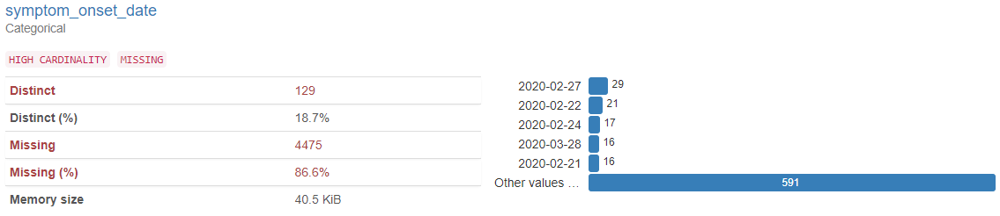 symptom_onset_date
Categorical
HIGH CARDINALITY MISSING
Distinct 129
Distinct (%) 18.7%
Missing 4475
Missing (%) 86.6%
Memory size 40.5 KiB
2020-02-27 29
2020-02-22 21
2020-02-24 17
2020-03-28 16
2020-02-21 16
Other values ... 591